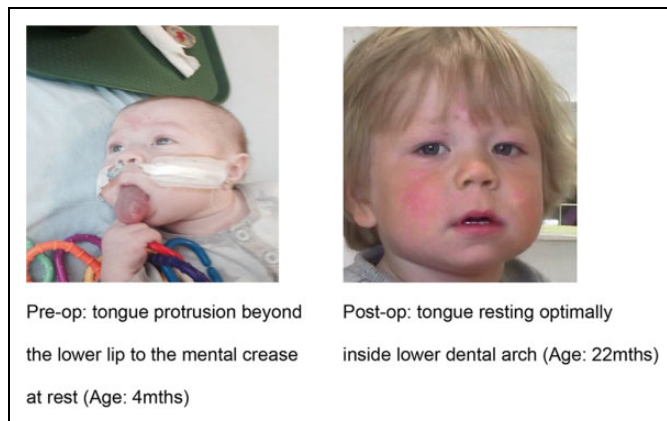 Pre-op: tongue protrusion beyond
the lower lip to the mental crease
at rest (Age: 4mths)
Post-op: tongue resting optimally
inside lower dental arch (Age: 22mths)